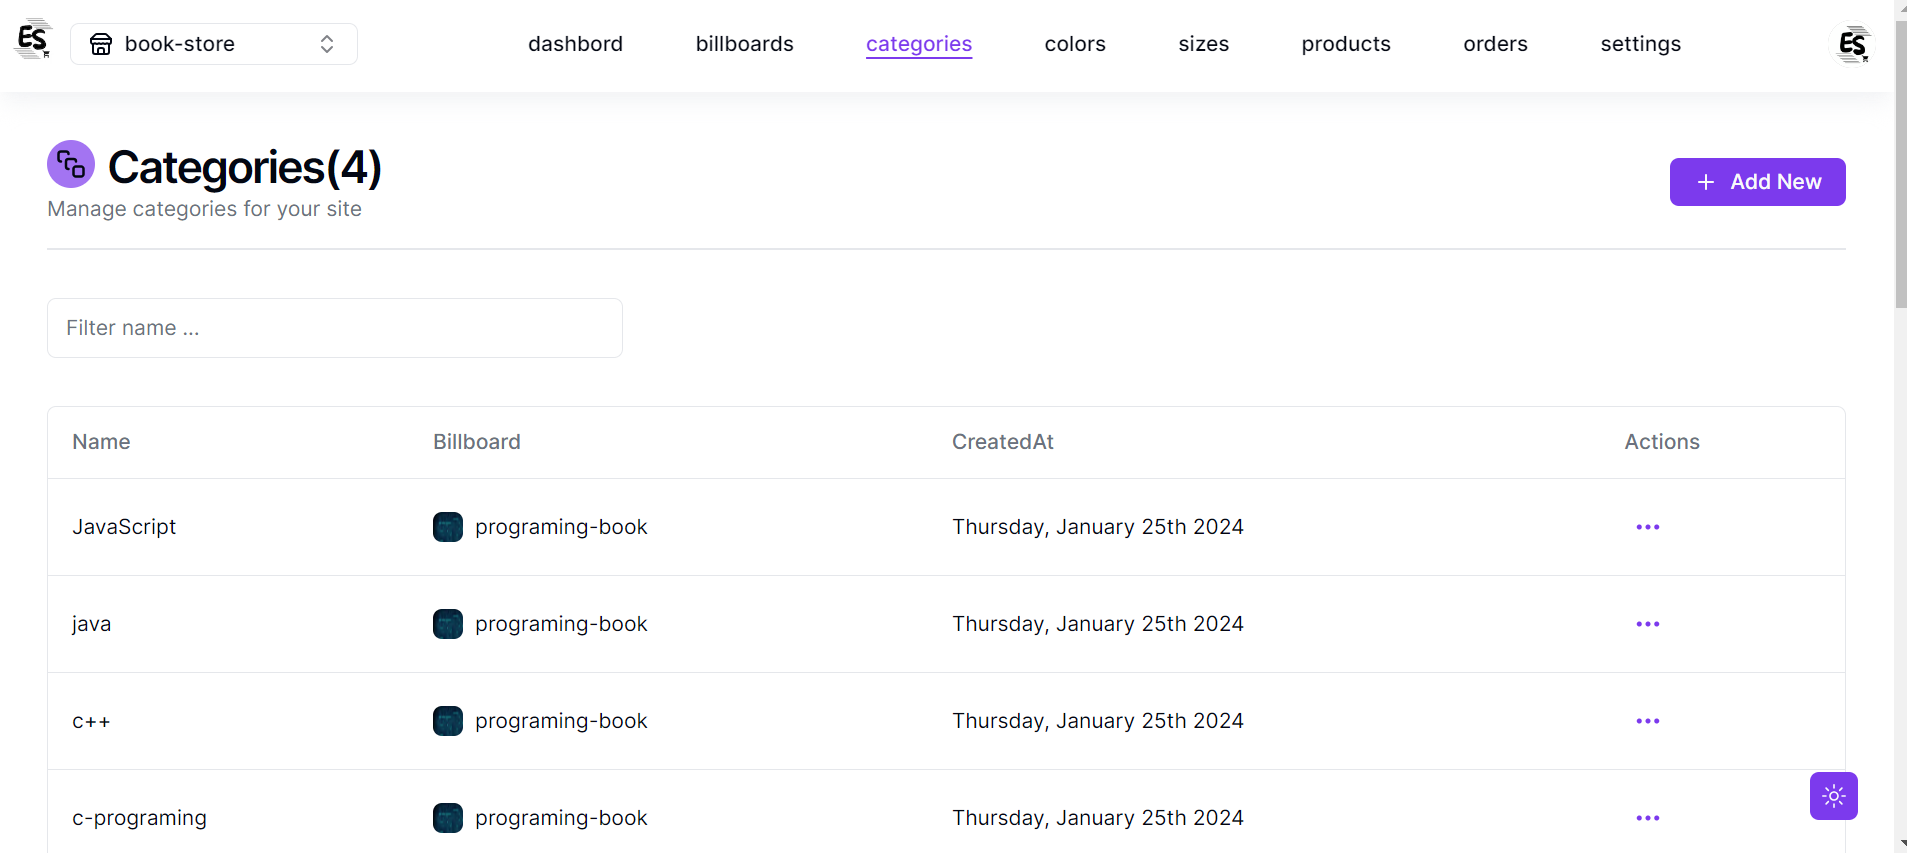 ES book-store dashbord billboards categories colors sizes products orders settings ES
Categories(4)
Manage categories for your site
+ Add New
Filter name ...
Name Billboard CreatedAt Actions
JavaScript programing-book Thursday, January 25th 2024
java programing-book Thursday, January 25th 2024
c++ programing-book Thursday, January 25th 2024
c-programing programing-book Thursday, January 25th 2024